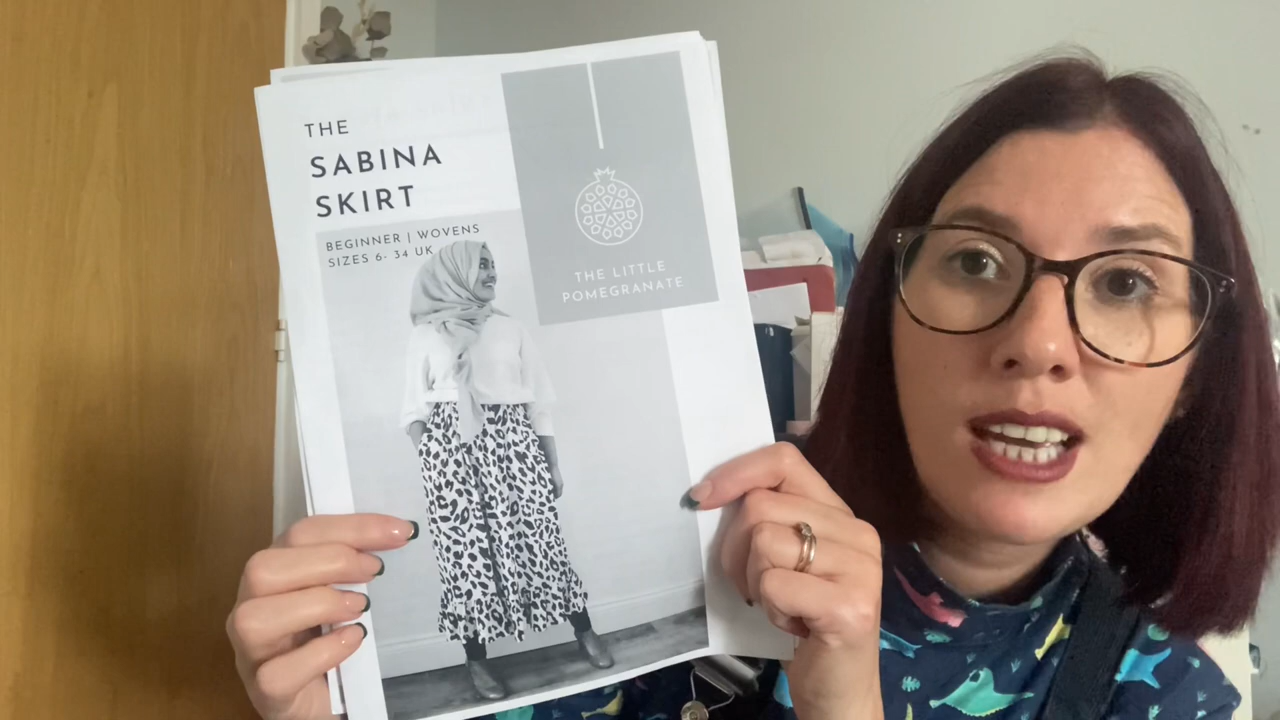 THE
SABINA
SKIRT
BEGINNER | WOVENS
SIZES 6- 34 UK
THE LITTLE
POMEGRANATE